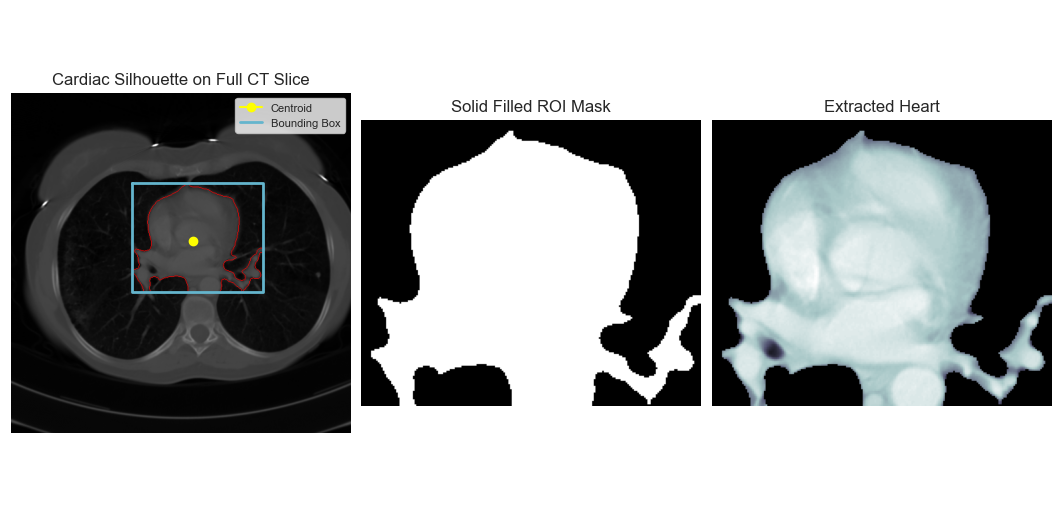 Cardiac Silhouette on Full CT Slice
Centroid
Bounding Box
Solid Filled ROI Mask
Extracted Heart